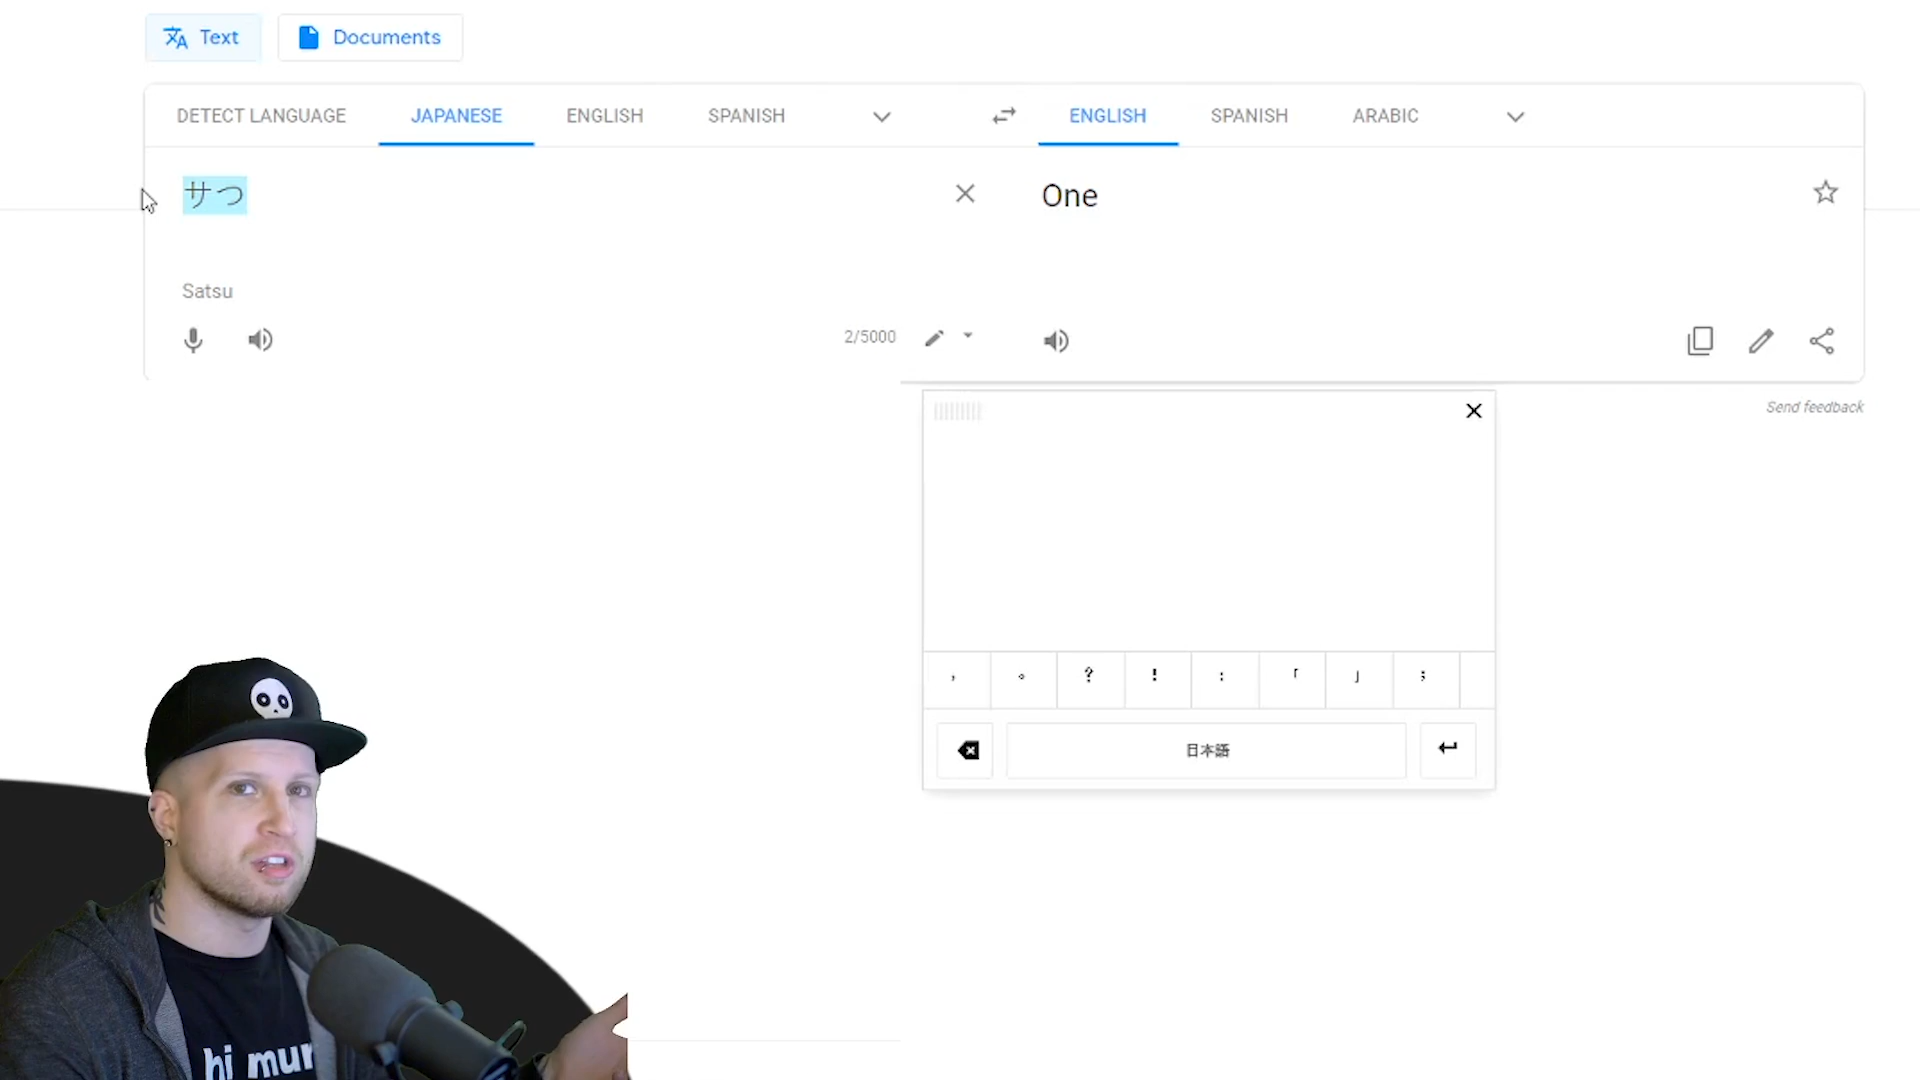 Text
Documents
DETECT LANGUAGE JAPANESE ENGLISH SPANISH
ENGLISH SPANISH ARABIC
サつ
One
Satsu
2/5000
Send feedback
, 。 ? ! : 「 」 ;
日本語
hi mum